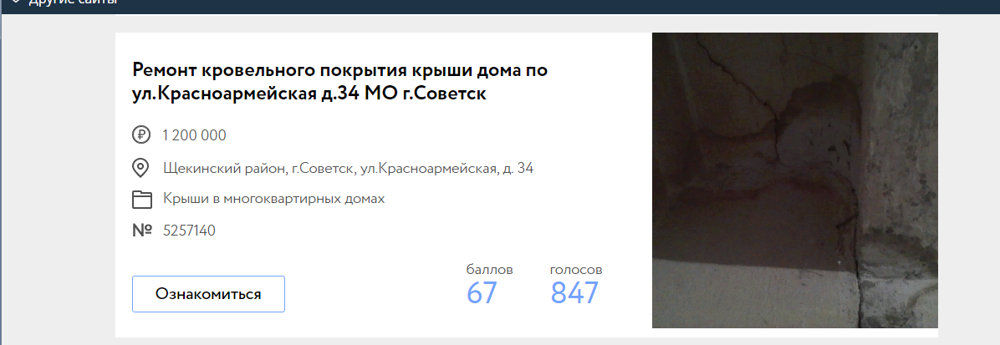 Другие сайты
Ремонт кровельного покрытия крыши дома по
ул.Красноармейская д.34 МО г.Советск
1 200 000
Щекинский район, г.Советск, ул.Красноармейская, д. 34
Крыши в многоквартирных домах
№ 5257140
баллов голосов
67 847
Ознакомиться